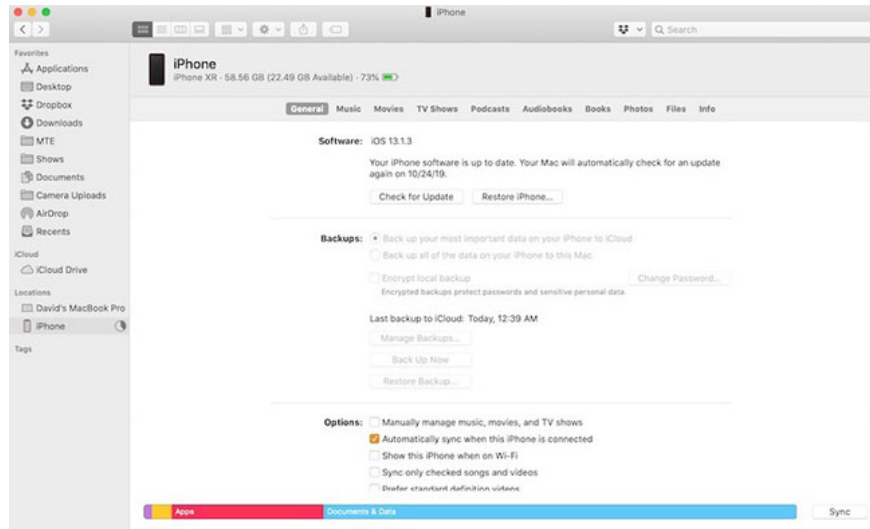 iPhone
Search
Favorites
Applications
Desktop
Dropbox
Downloads
MTE
Shows
Documents
Camera Uploads
AirDrop
Recents
iCloud
iCloud Drive
Locations
David's MacBook Pro
iPhone
Tags
iPhone
iPhone XR · 58.56 GB (22.49 GB Available) · 73%
General Music Movies TV Shows Podcasts Audiobooks Books Photos Files Info
Software: iOS 13.1.3
Your iPhone software is up to date. Your Mac will automatically check for an update
again on 10/24/19.
Check for Update Restore iPhone...
Backups: Back up your most important data on your iPhone to iCloud
Back up all of the data on your iPhone to this Mac
Encrypt local backup Change Password...
Encrypted backups protect passwords and sensitive personal data.
Last backup to iCloud: Today, 12:39 AM
Manage Backups...
Back Up Now
Restore Backup...
Options: Manually manage music, movies, and TV shows
Automatically sync when this iPhone is connected
Show this iPhone when on Wi-Fi
Sync only checked songs and videos
Prefer standard definition videos
Apps Documents & Data Sync